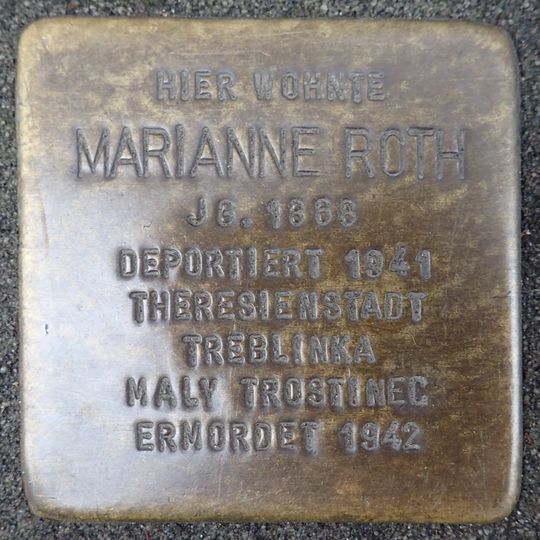 HIER WOHNTE
MARIANNE ROTH
JG. 1868
DEPORTIERT 1941
THERESIENSTADT
TREBLINKA
MALY TROSTINEC
ERMORDET 1942